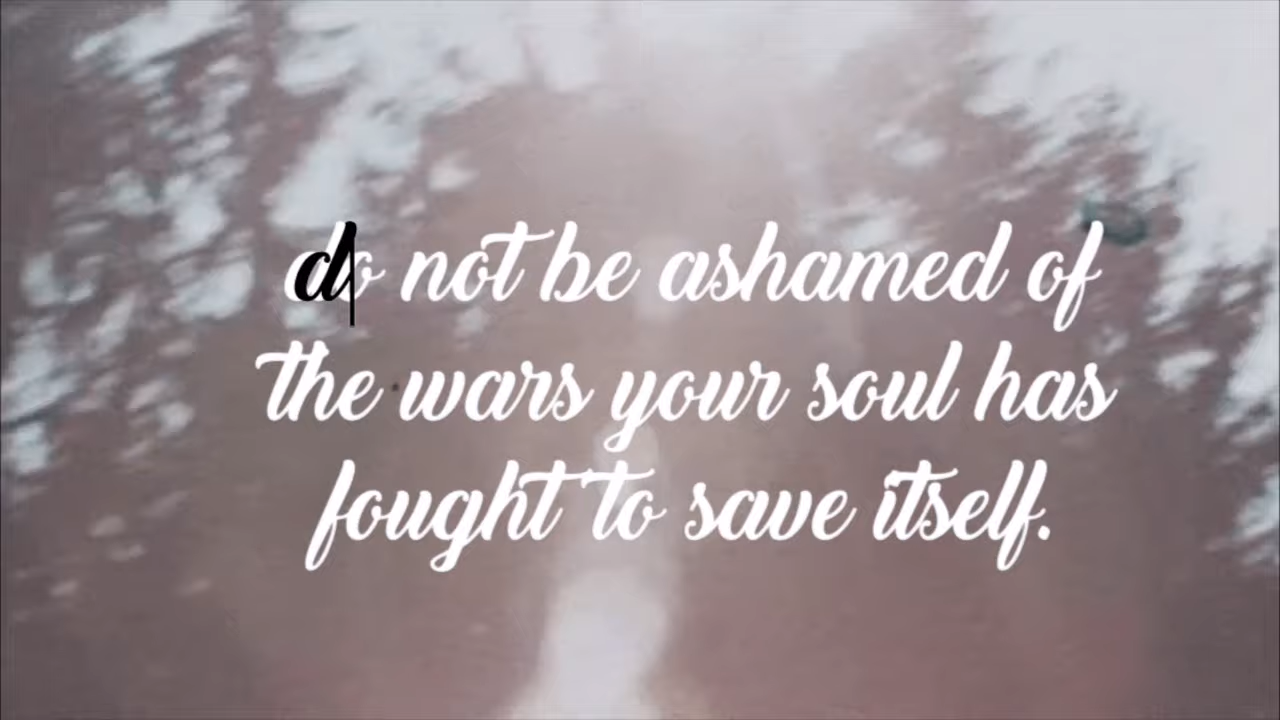 do not be ashamed of
the wars your soul has
fought to save itself.